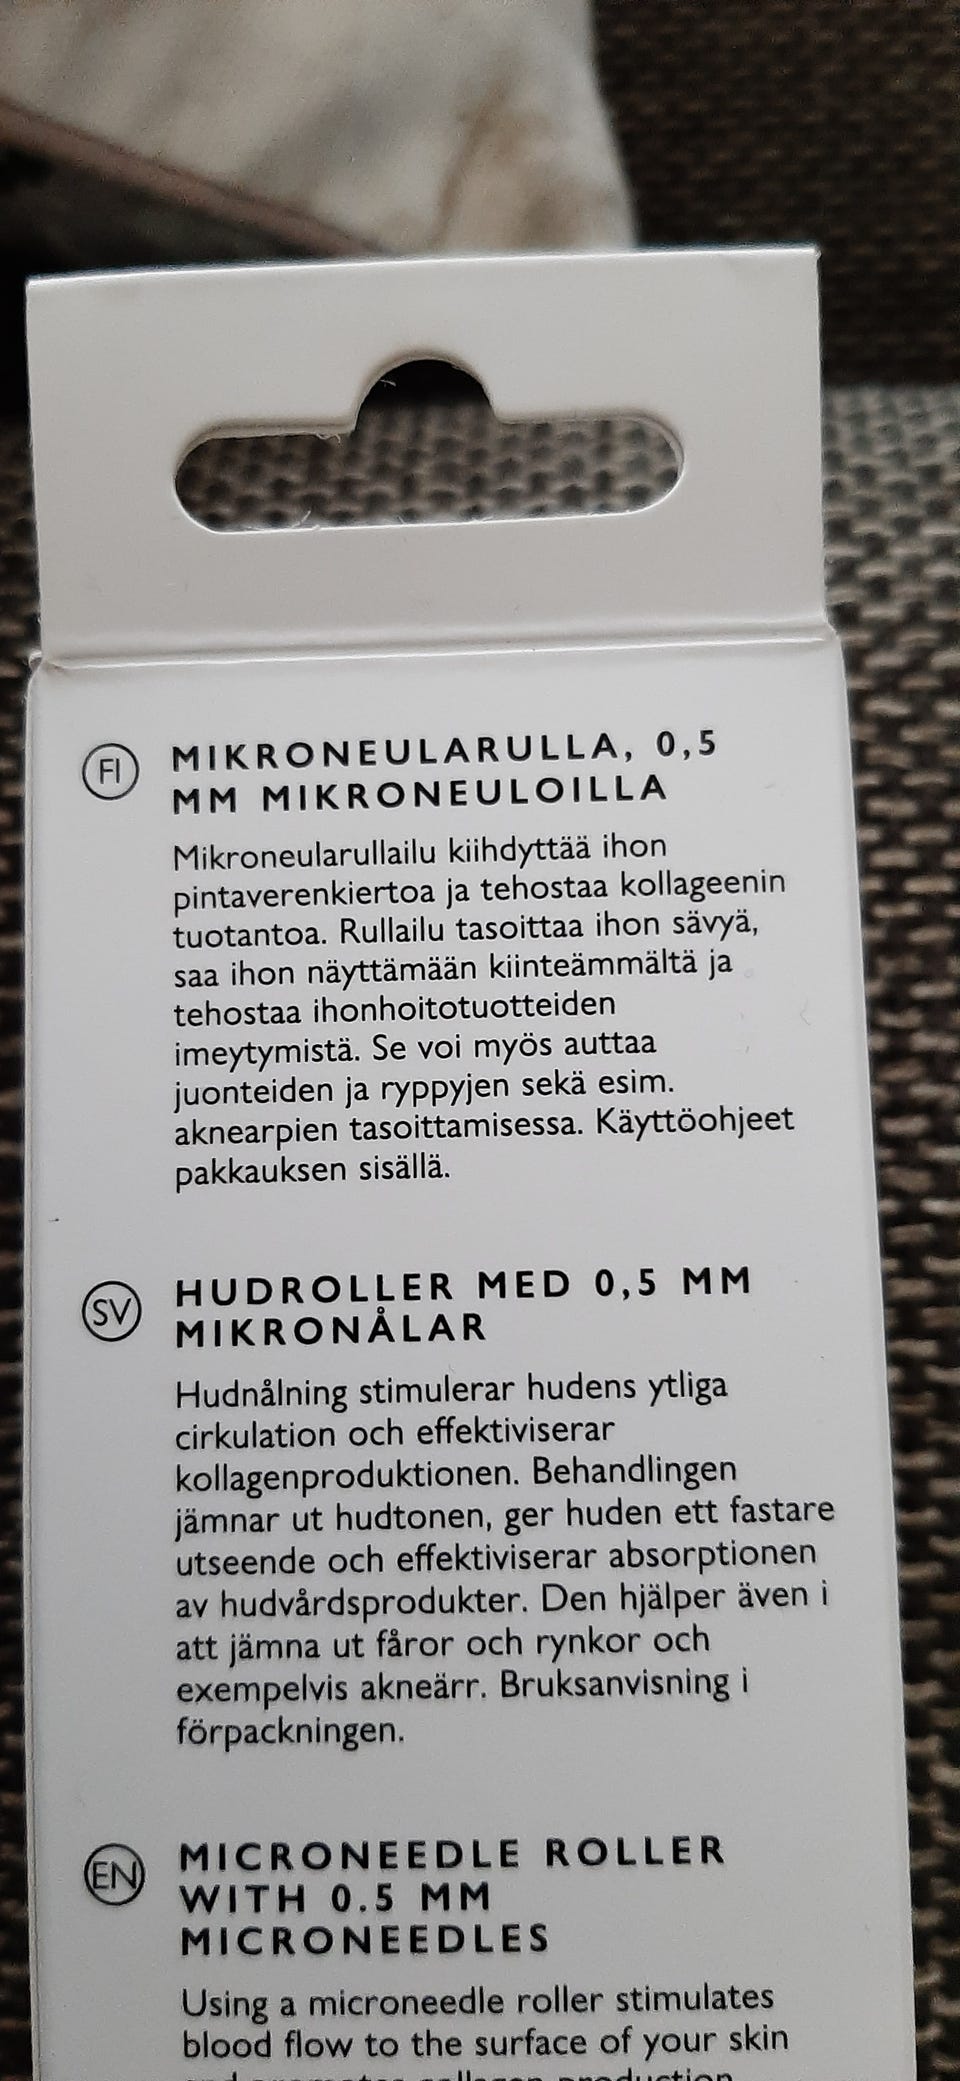 FI
MIKRONEULARULLA, 0,5
MM MIKRONEULOILLA
Mikroneularullailu kiihdyttää ihon
pintaverenkiertoa ja tehostaa kollageenin
tuotantoa. Rullailu tasoittaa ihon sävyä,
saa ihon näyttämään kiinteämmältä ja
tehostaa ihonhoitotuotteiden
imeytymistä. Se voi myös auttaa
juonteiden ja ryppyjen sekä esim.
aknearpien tasoittamisessa. Käyttöohjeet
pakkauksen sisällä.
SV
HUDROLLER MED 0,5 MM
MIKRONÅLAR
Hudnålning stimulerar hudens ytliga
cirkulation och effektiviserar
kollagenproduktionen. Behandlingen
jämnar ut hudtonen, ger huden ett fastare
utseende och effektiviserar absorptionen
av hudvårdsprodukter. Den hjälper även i
att jämna ut fåror och rynkor och
exempelvis akneärr. Bruksanvisning i
förpackningen.
EN
MICRONEEDLE ROLLER
WITH 0.5 MM
MICRONEEDLES
Using a microneedle roller stimulates
blood flow to the surface of your skin